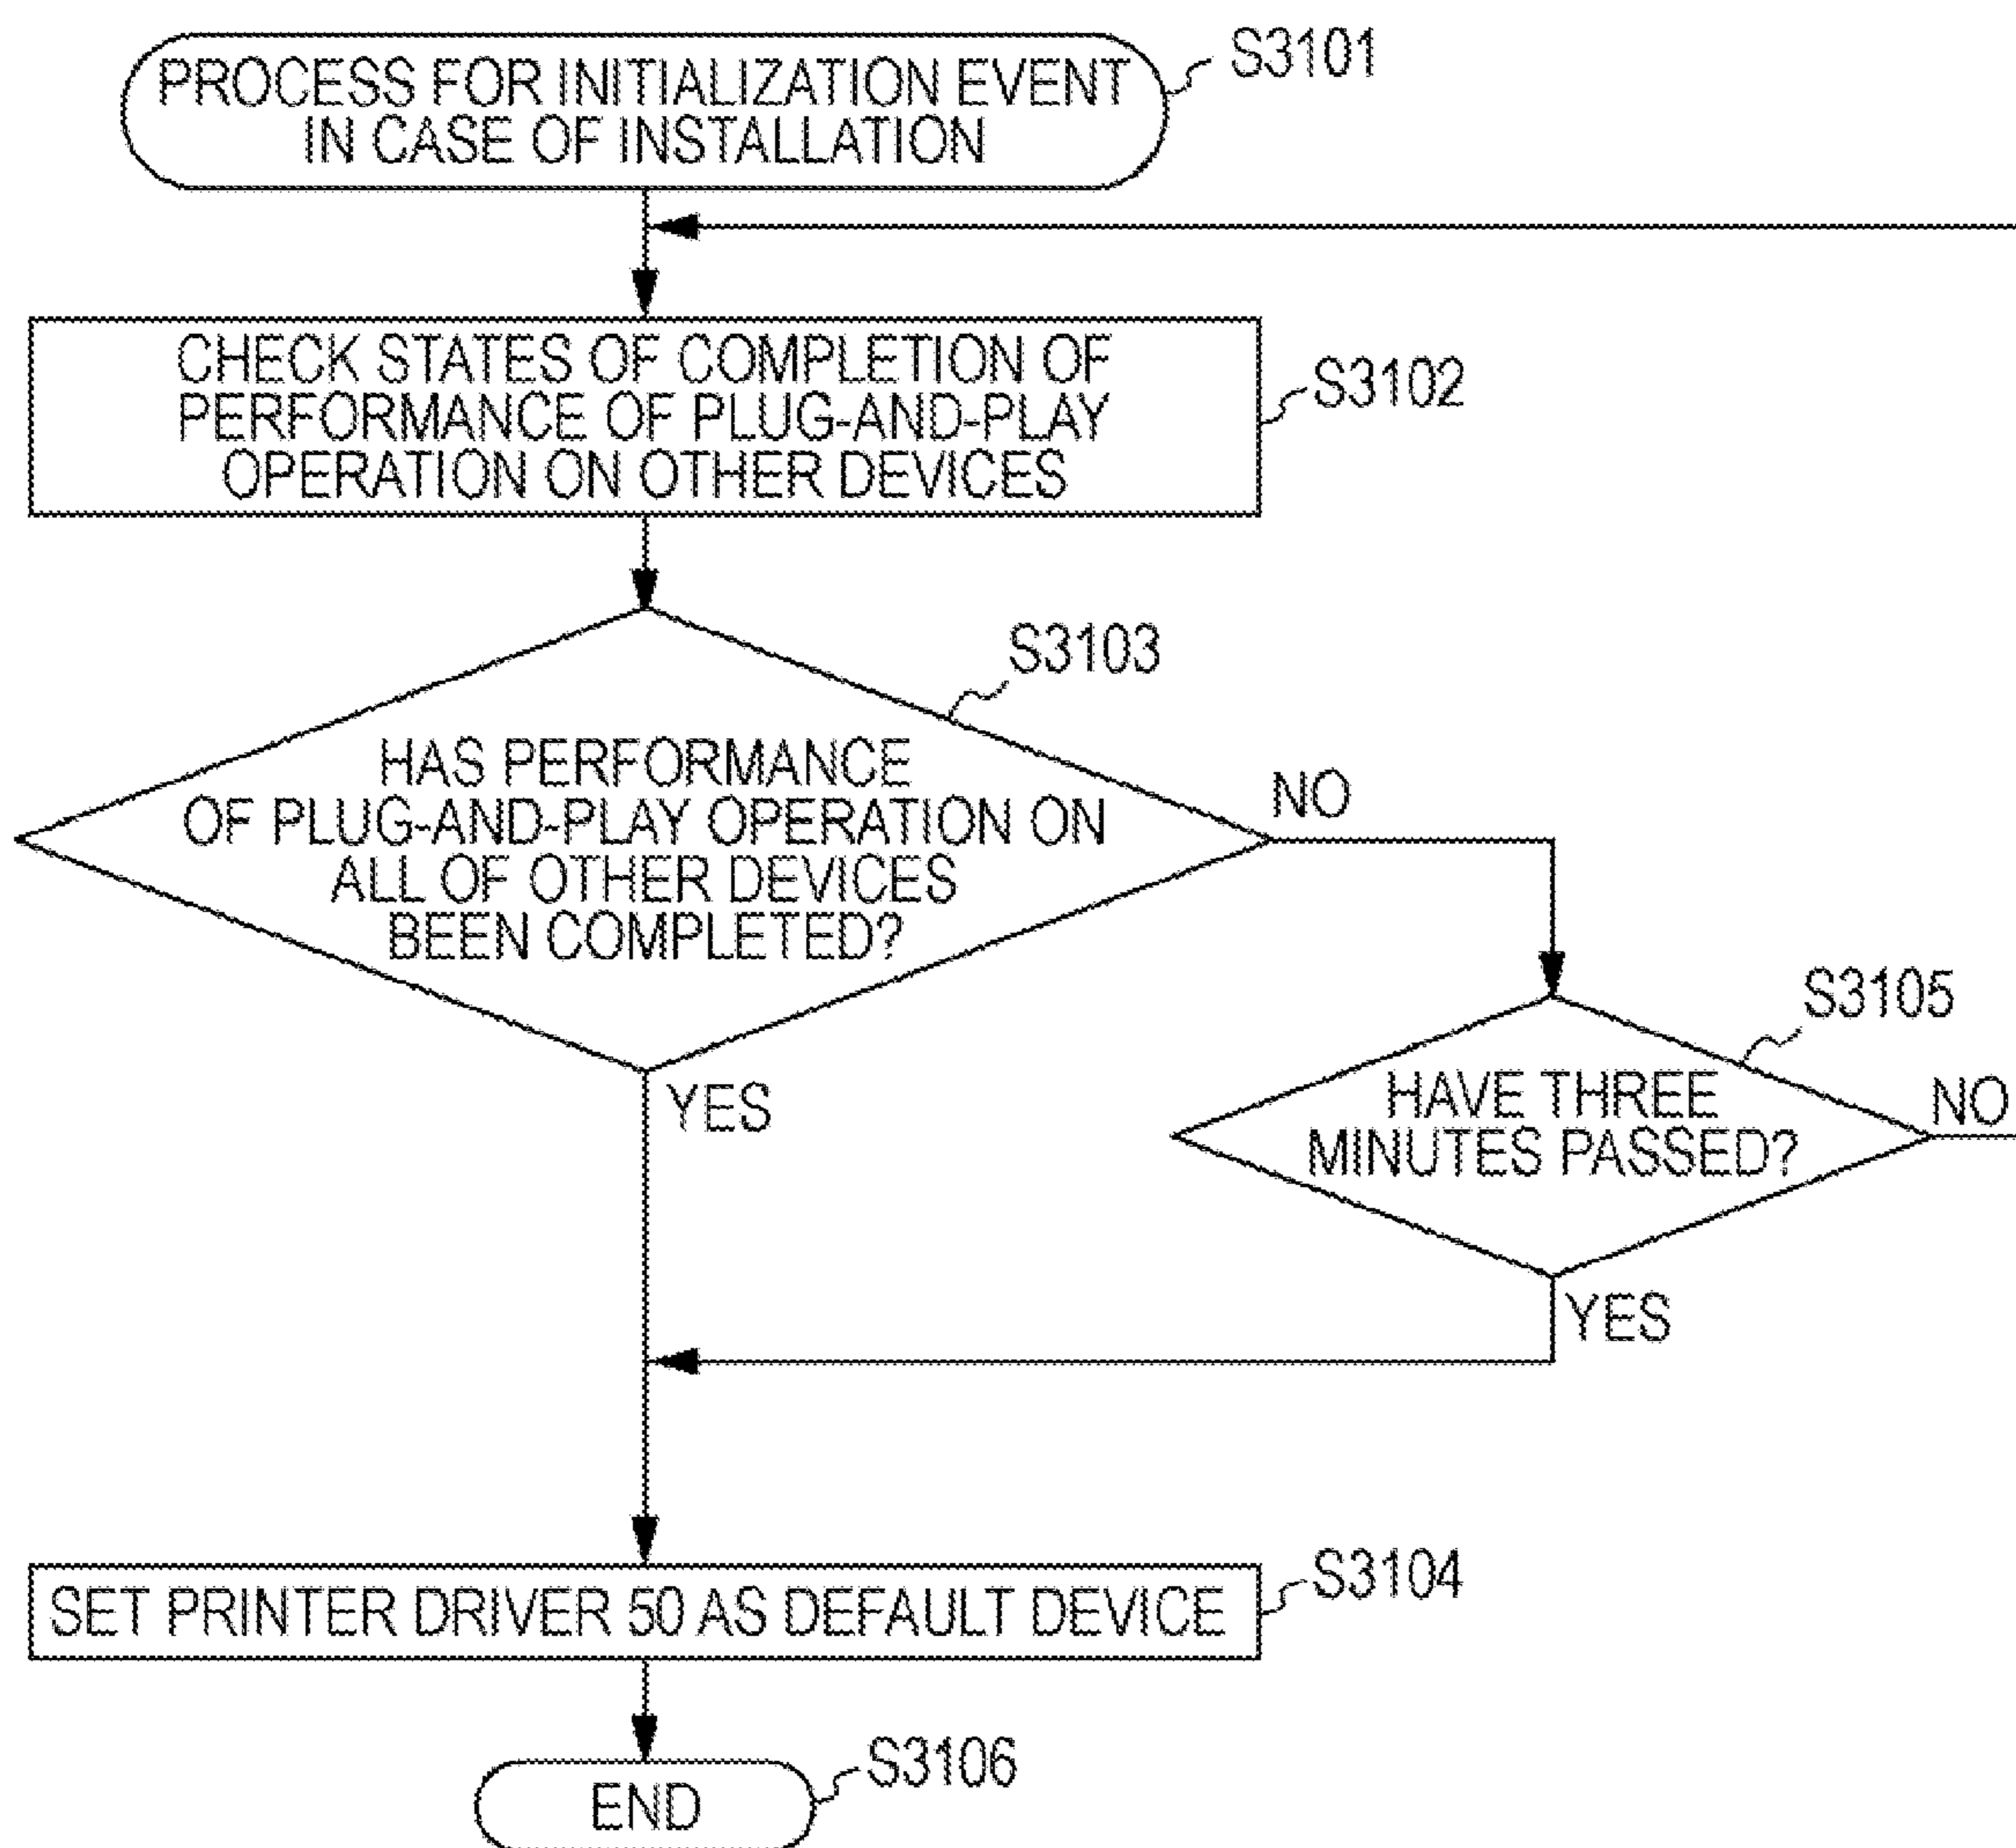 PROCESS FOR INITIALIZATION EVENT
IN CASE OF INSTALLATION
S3101
CHECK STATES OF COMPLETION OF
PERFORMANCE OF PLUG-AND-PLAY
OPERATION ON OTHER DEVICES
S3102
S3103
HAS PERFORMANCE
OF PLUG-AND-PLAY OPERATION ON
ALL OF OTHER DEVICES
BEEN COMPLETED?
NO
YES
S3105
HAVE THREE
MINUTES PASSED?
NO
YES
SET PRINTER DRIVER 50 AS DEFAULT DEVICE
S3104
END
S3106